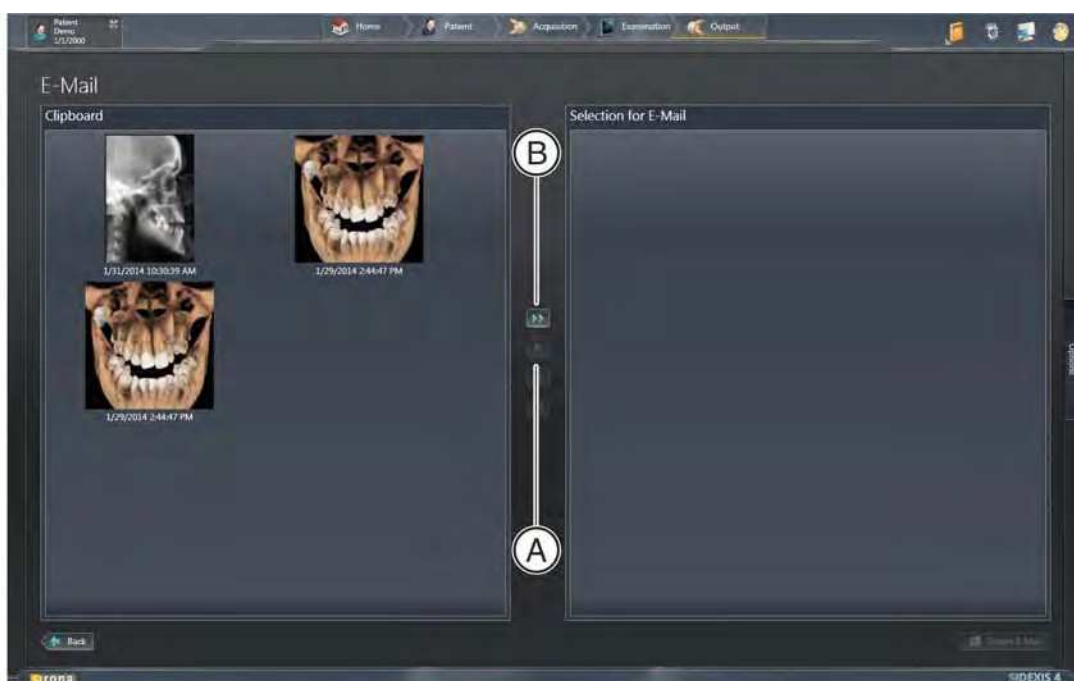 Patient
Demo
1/1/2000
Home
Patient
Acquisition
Examination
Output
E-Mail
Clipboard
Selection for E-Mail
B
1/31/2014 10:30:39 AM
1/29/2014 2:44:47 PM
1/29/2014 2:44:47 PM
Options
A
Back
sirona
SIDEXIS 4